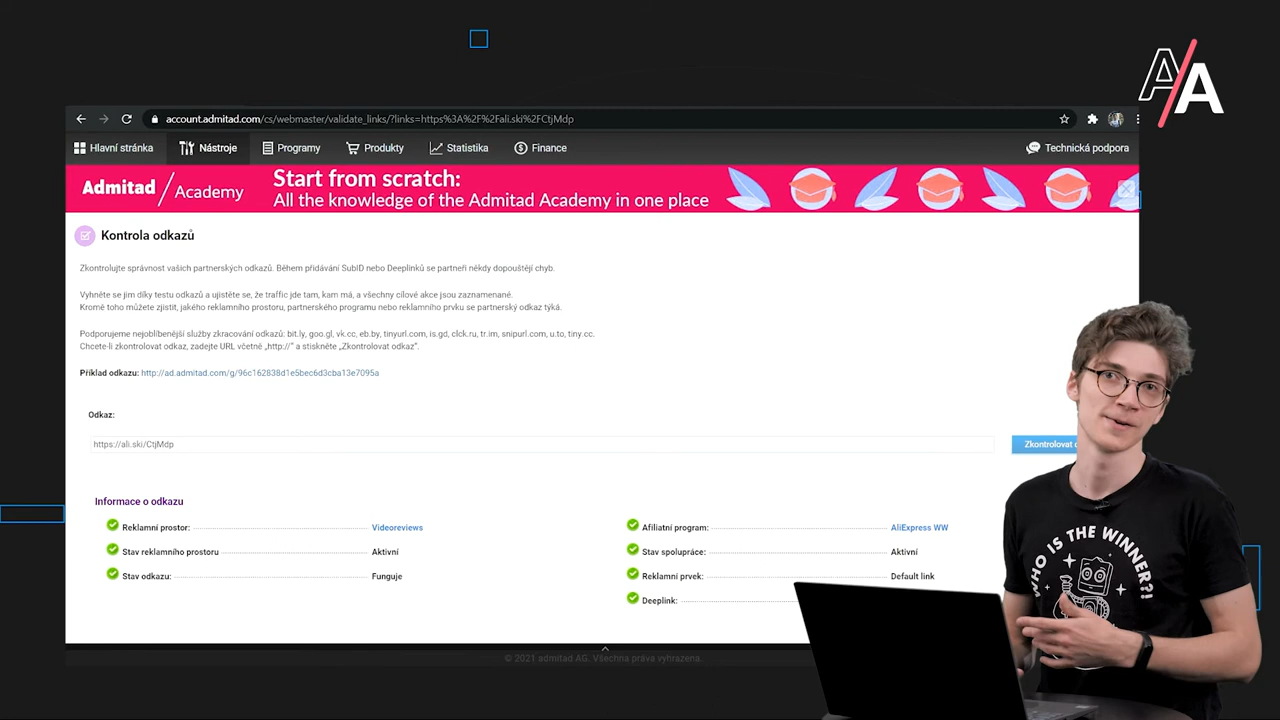 AA
account.admitad.com/cs/webmaster/validate_links/?links=https%3A%2F%2Fali.ski%2FCtjMdp
Hlavní stránka Nástroje Programy Produkty Statistika Finance Technická podpora
Admitad / Academy
Start from scratch:
All the knowledge of the Admitad Academy in one place
Kontrola odkazů
Zkontrolujte správnost vašich partnerských odkazů. Během přidávání SubID nebo Deeplinků se partneři někdy dopouštějí chyb.
Vyhněte se jim díky testu odkazů a ujistěte se, že traffic jde tam, kam má, a všechny cílové akce jsou zaznamenané.
Kromě toho můžete zjistit, jakého reklamního prostoru, partnerského programu nebo reklamního prvku se partnerský odkaz týká.
Podporujeme nejoblíbenější služby zkracování odkazů: bit.ly, goo.gl, vk.cc, eb.by, tinyurl.com, is.gd, clck.ru, tr.im, snipurl.com, u.to, tiny.cc.
Chcete-li zkontrolovat odkaz, zadejte URL včetně „http://“ a stiskněte „Zkontrolovat odkaz“.
Příklad odkazu: http://ad.admitad.com/g/96c162838d1e5bec6d3cba13e7095a
Odkaz:
https://ali.ski/CtjMdp
Zkontrolovat
Informace o odkazu
Reklamní prostor: Videoreviews
Stav reklamního prostoru Aktivní
Stav odkazu: Funguje
Afiliatní program: AliExpress WW
Stav spolupráce: Aktivní
Reklamní prvek: Default link
Deeplink:
© 2021 admitad AG. Všechna práva vyhrazena.
WHO IS THE WINNER?!